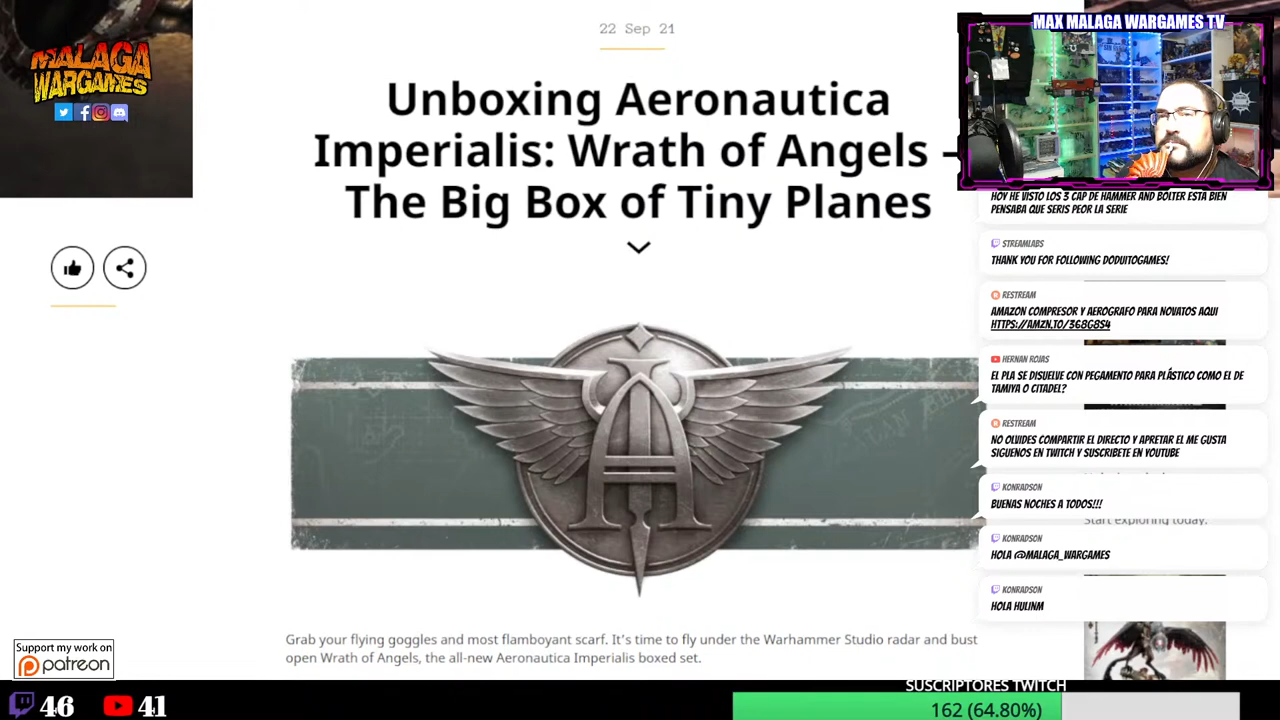 MALAGA
WARGAMES
22 Sep 21
Unboxing Aeronautica
Imperialis: Wrath of Angels –
The Big Box of Tiny Planes
Grab your flying goggles and most flamboyant scarf. It's time to fly under the Warhammer Studio radar and bust
open Wrath of Angels, the all-new Aeronautica Imperialis boxed set.
MAX MALAGA WARGAMES TV
HOY HE VISTO LOS 3 CAP DE HAMMER AND BOLTER ESTA BIEN
PENSABA QUE SERIS PEOR LA SERIE
STREAMLABS
THANK YOU FOR FOLLOWING DODUITOGAMES!
RESTREAM
AMAZON COMPRESOR Y AEROGRAFO PARA NOVATOS AQUI
HTTPS://AMZN.TO/368G8S4
HERNAN ROJAS
EL PLA SE DISUELVE CON PEGAMENTO PARA PLÁSTICO COMO EL DE
TAMIYA O CITADEL?
RESTREAM
NO OLVIDES COMPARTIR EL DIRECTO Y APRETAR EL ME GUSTA
SIGUENOS EN TWITCH Y SUSCRIBETE EN YOUTUBE
KONRADSON
BUENAS NOCHES A TODOS!!!
Start exploring today.
KONRADSON
HOLA @MALAGA_WARGAMES
KONRADSON
HOLA HULINM
Support my work on
patreon
46
41
SUSCRIPTORES TWITCH
162 (64.80%)